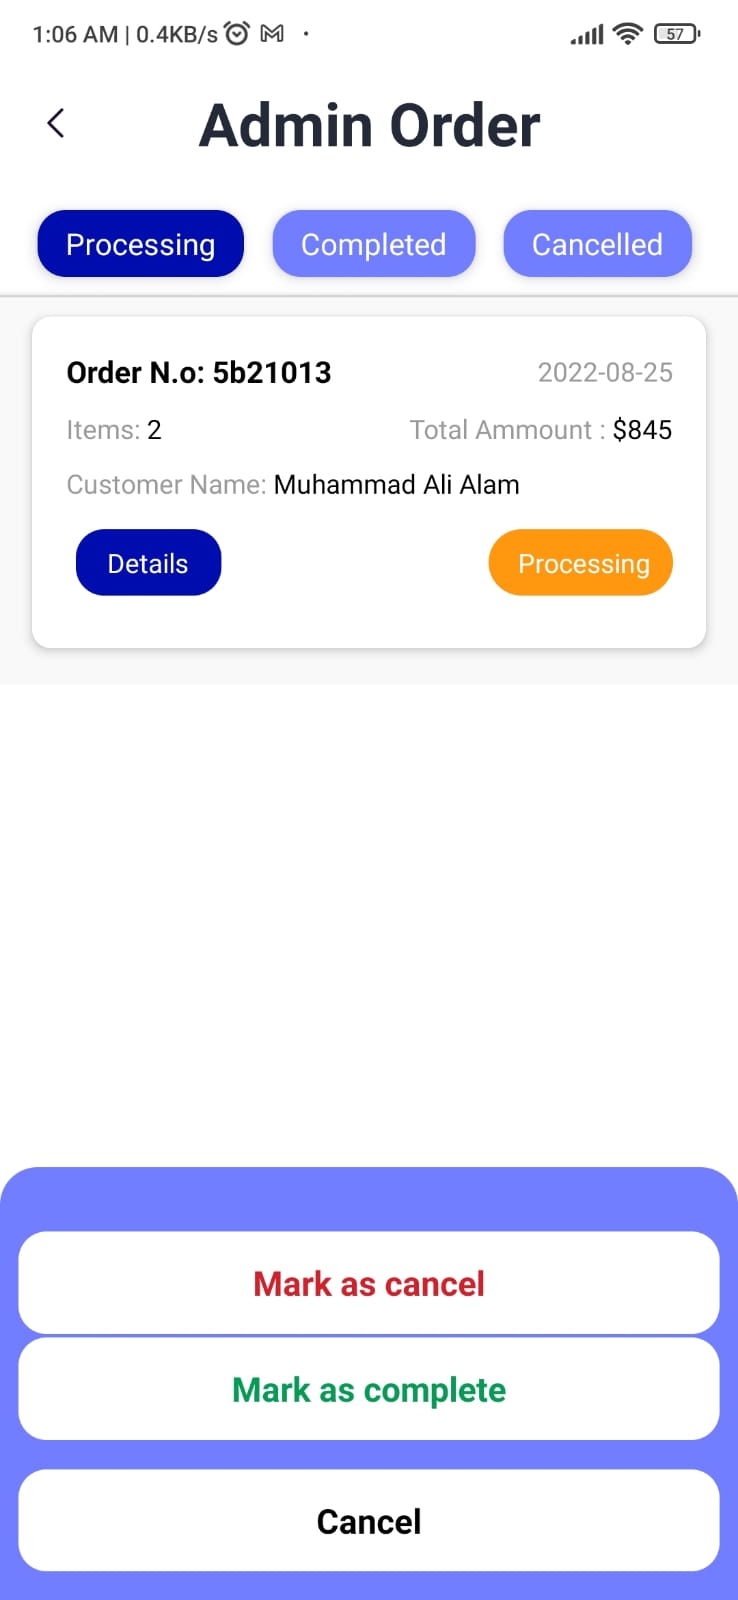 1:06 AM | 0.4KB/s 57
Admin Order
Processing Completed Cancelled
Order N.o: 5b21013 2022-08-25
Items: 2 Total Ammount : $845
Customer Name: Muhammad Ali Alam
Details Processing
Mark as cancel
Mark as complete
Cancel